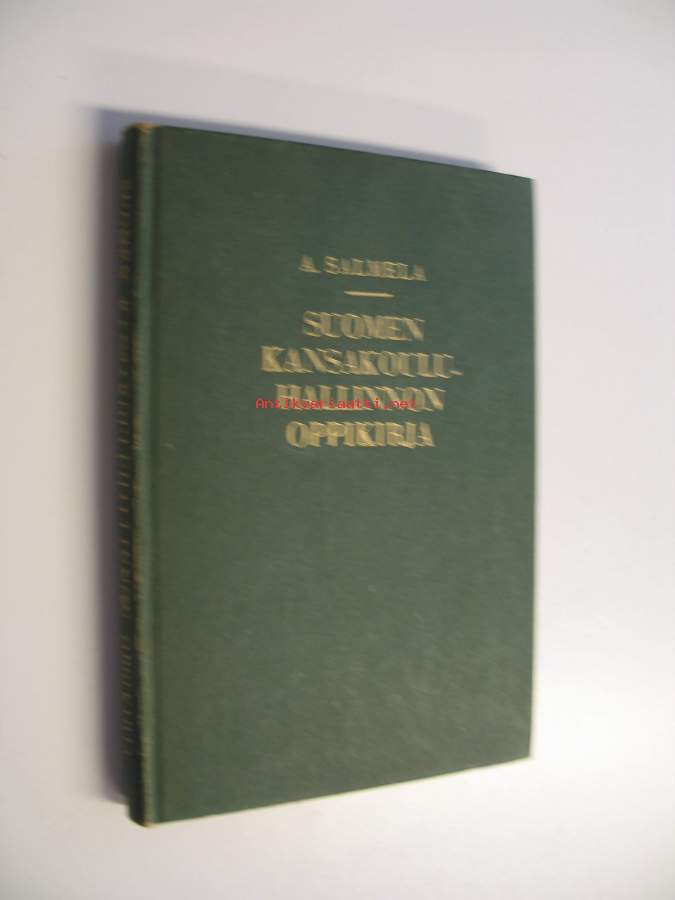 A. SALMELA
SUOMEN
KANSAKOULU-
HALLINNON
Antikvariaatti.net
OPPIKIRJA